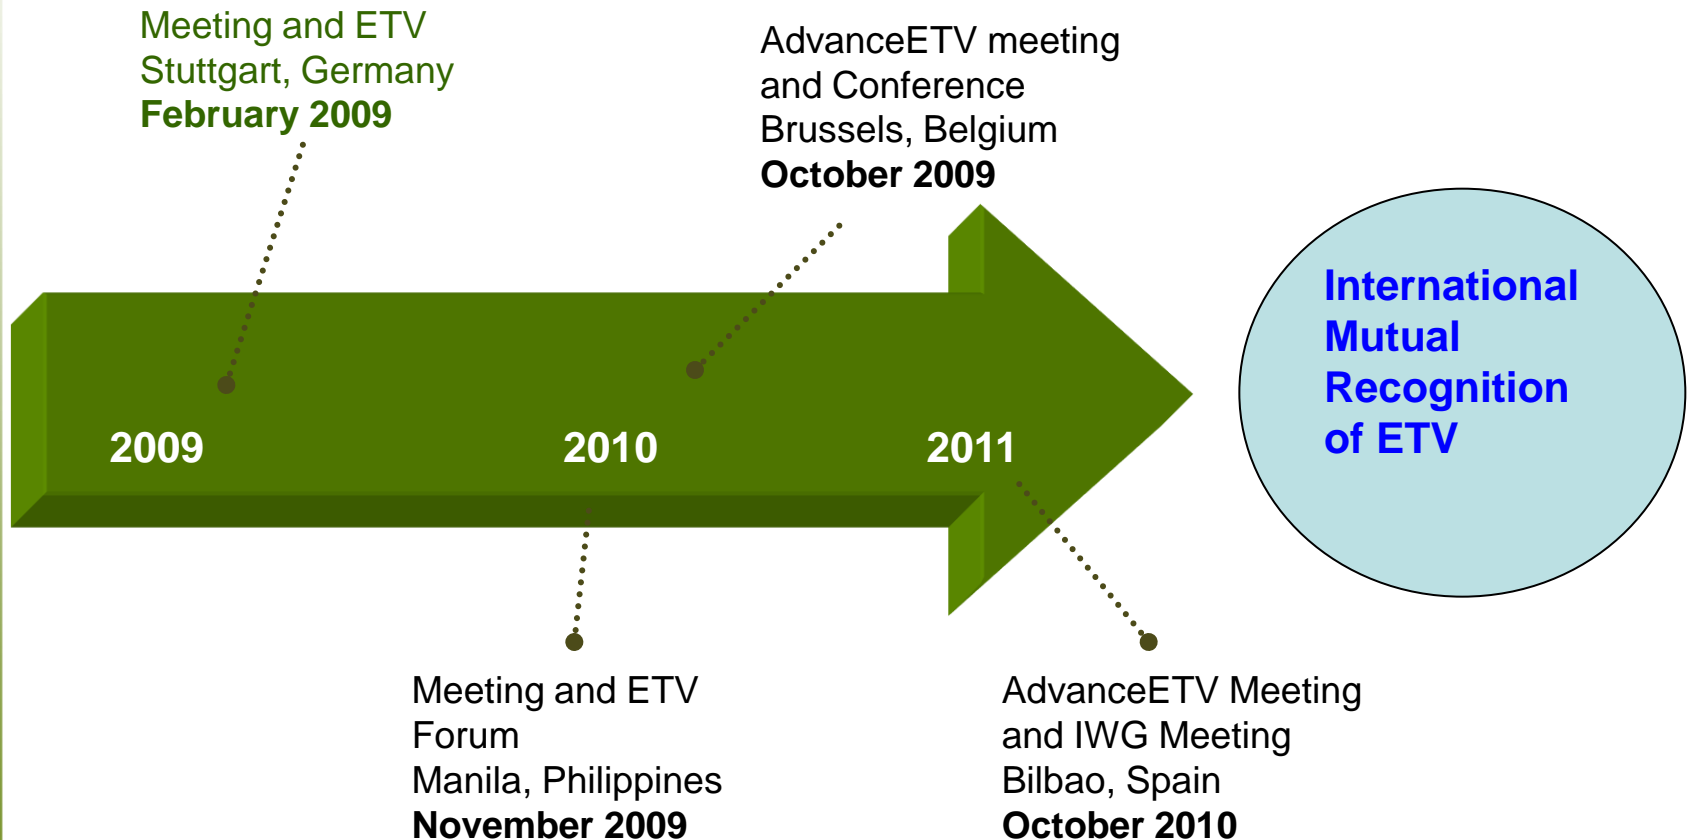 Meeting and ETV
Stuttgart, Germany
February 2009
AdvanceETV meeting
and Conference
Brussels, Belgium
October 2009
International
Mutual
Recognition
of ETV
2009
2010
2011
Meeting and ETV
Forum
Manila, Philippines
November 2009
AdvanceETV Meeting
and IWG Meeting
Bilbao, Spain
October 2010